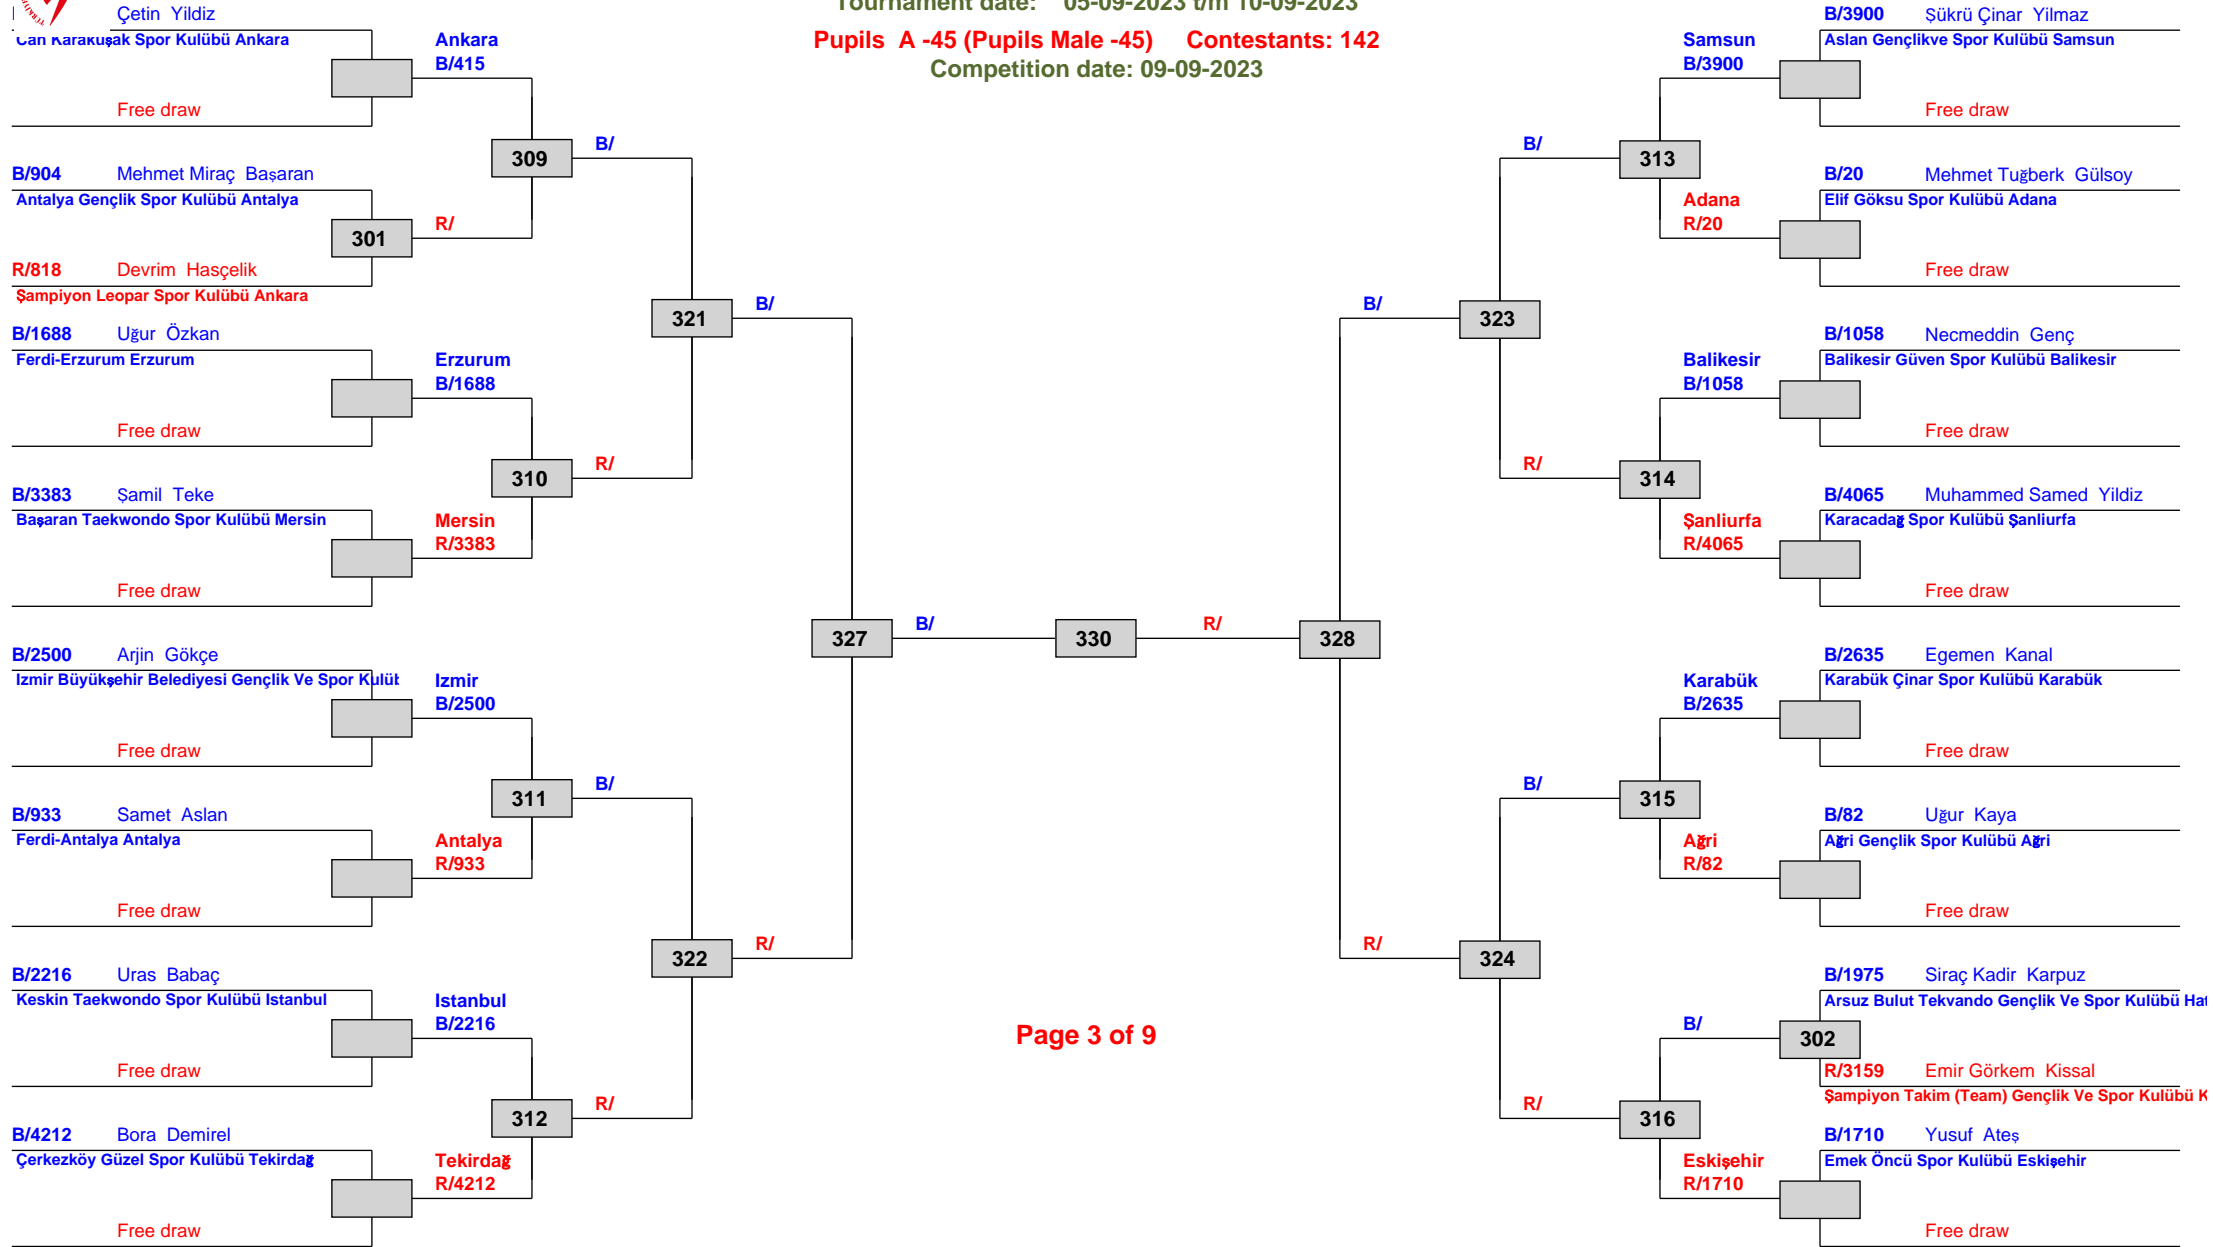 Tournament date: 05-09-2023 t/m 10-09-2023
Pupils A -45 (Pupils Male -45) Contestants: 142
Competition date: 09-09-2023
Çetin Yildiz
Can Karakuşak Spor Kulübü Ankara
Free draw
Ankara
B/415
309
B/
B/904 Mehmet Miraç Başaran
Antalya Gençlik Spor Kulübü Antalya
301
R/
R/818 Devrim Hasçelik
Şampiyon Leopar Spor Kulübü Ankara
321
B/
B/1688 Uğur Özkan
Ferdi-Erzurum Erzurum
Free draw
Erzurum
B/1688
310
R/
B/3383 Şamil Teke
Başaran Taekwondo Spor Kulübü Mersin
Free draw
Mersin
R/3383
327
B/
330
B/2500 Arjin Gökçe
Izmir Büyükşehir Belediyesi Gençlik Ve Spor
Free draw
Izmir
B/2500
311
B/
B/933 Samet Aslan
Ferdi-Antalya Antalya
Free draw
Antalya
R/933
322
R/
B/2216 Uras Babaç
Keskin Taekwondo Spor Kulübü Istanbul
Free draw
Istanbul
B/2216
312
R/
B/4212 Bora Demirel
Çerkezköy Güzel Spor Kulübü Tekirdağ
Free draw
Tekirdağ
R/4212
B/3900 Şükrü Çinar Yilmaz
Aslan Gençlikve Spor Kulübü Samsun
Free draw
Samsun
B/3900
313
B/
B/20 Mehmet Tuğberk Gülsoy
Elif Göksu Spor Kulübü Adana
Free draw
Adana
R/20
323
B/
B/1058 Necmeddin Genç
Balikesir Güven Spor Kulübü Balikesir
Free draw
Balikesir
B/1058
314
R/
B/4065 Muhammed Samed Yildiz
Karacadağ Spor Kulübü Şanliurfa
Free draw
Şanliurfa
R/4065
328
R/
B/2635 Egemen Kanal
Karabük Çinar Spor Kulübü Karabük
Free draw
Karabük
B/2635
315
B/
B/82 Uğur Kaya
Ağri Gençlik Spor Kulübü Ağri
Free draw
Ağri
R/82
324
R/
B/1975 Siraç Kadir Karpuz
Arsuz Bulut Tekvando Gençlik Ve Spor Kulübü
302
B/
R/3159 Emir Görkem Kissal
Şampiyon Takim (Team) Gençlik Ve Spor Kulübü
316
R/
B/1710 Yusuf Ateş
Emek Öncü Spor Kulübü Eskişehir
Free draw
Eskişehir
R/1710
Page 3 of 9